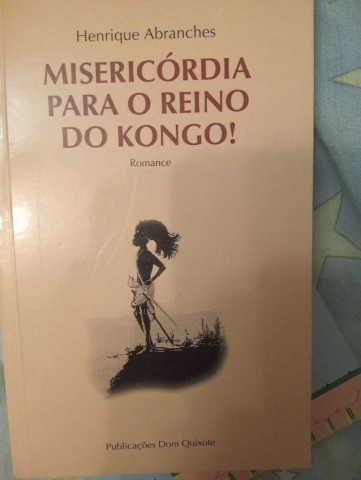 Henrique Abranches
MISERICÓRDIA
PARA O REINO
DO KONGO!
Romance
Publicações Dom Quixote